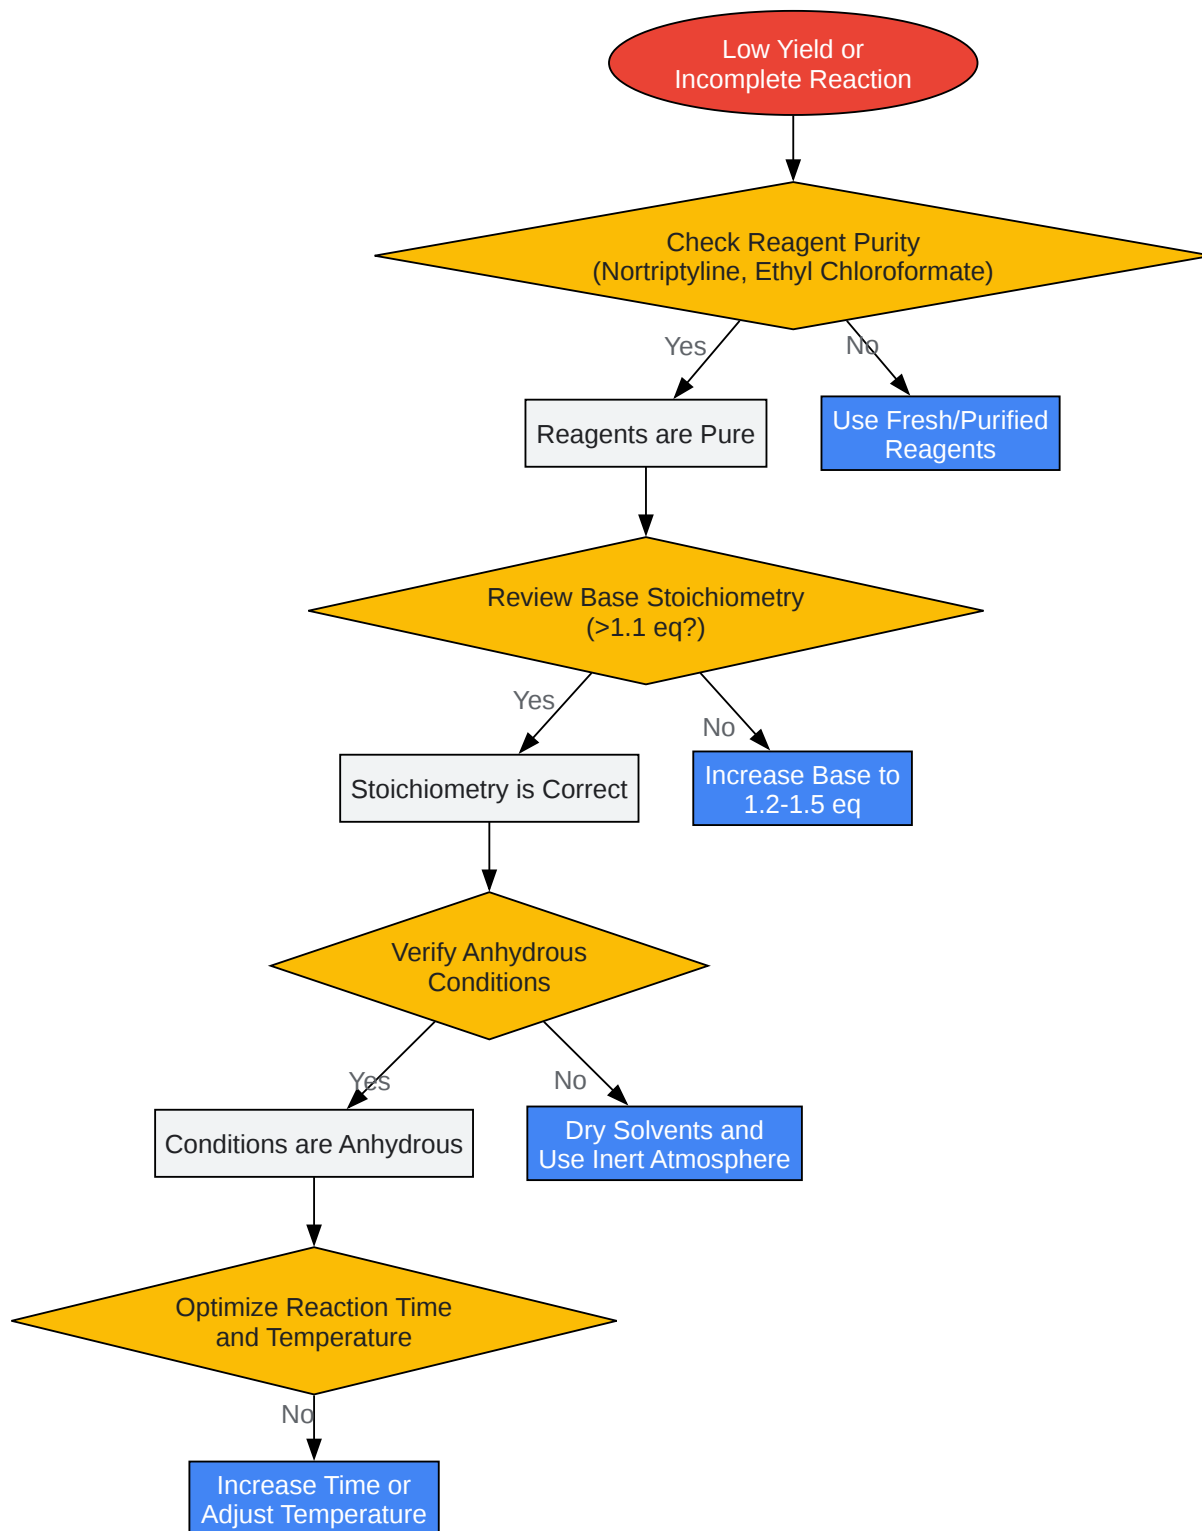 Low Yield or
Incomplete Reaction
Check Reagent Purity
(Nortriptyline, Ethyl Chloroformate)
Yes
No
Reagents are Pure
Use Fresh/Purified
Reagents
Review Base Stoichiometry
(>1.1 eq?)
Yes
No
Stoichiometry is Correct
Increase Base to
1.2-1.5 eq
Verify Anhydrous
Conditions
Yes
No
Conditions are Anhydrous
Dry Solvents and
Use Inert Atmosphere
Optimize Reaction Time
and Temperature
No
Increase Time or
Adjust Temperature